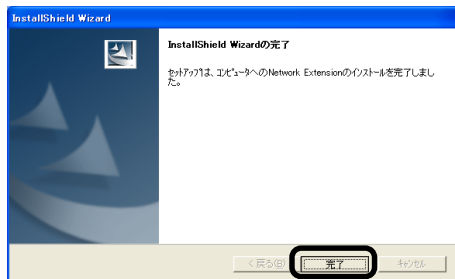 InstallShield Wizard
InstallShield Wizardの完了
セットアップは、コンピュータへのNetwork Extensionのインストールを完了しまし
た。
< 戻る(B)
完了
キャンセル